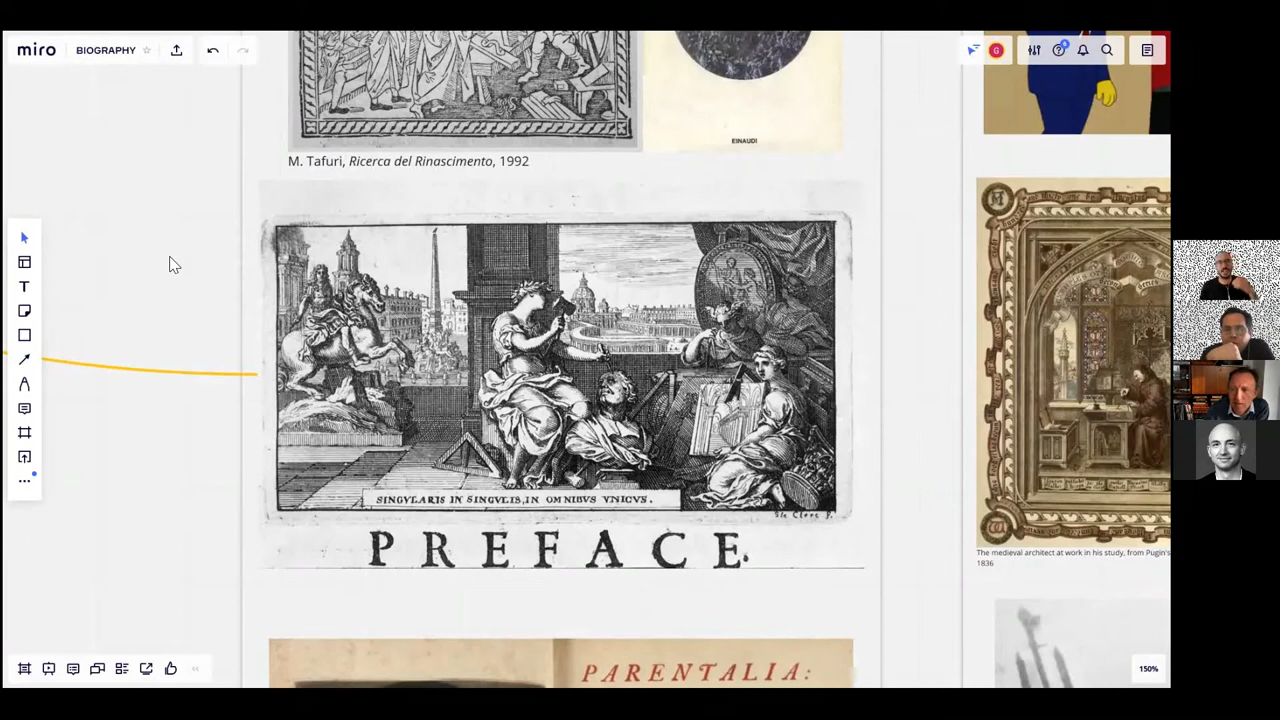 miro
BIOGRAPHY
EINAUDI
M. Tafuri, Ricerca del Rinascimento, 1992
SINGVLARIS IN SINGVLIS, IN OMNIBVS VNICVS.
PREFACE.
The medieval architect at work in his study, from Pugin's
1836
PARENTALIA:
150%